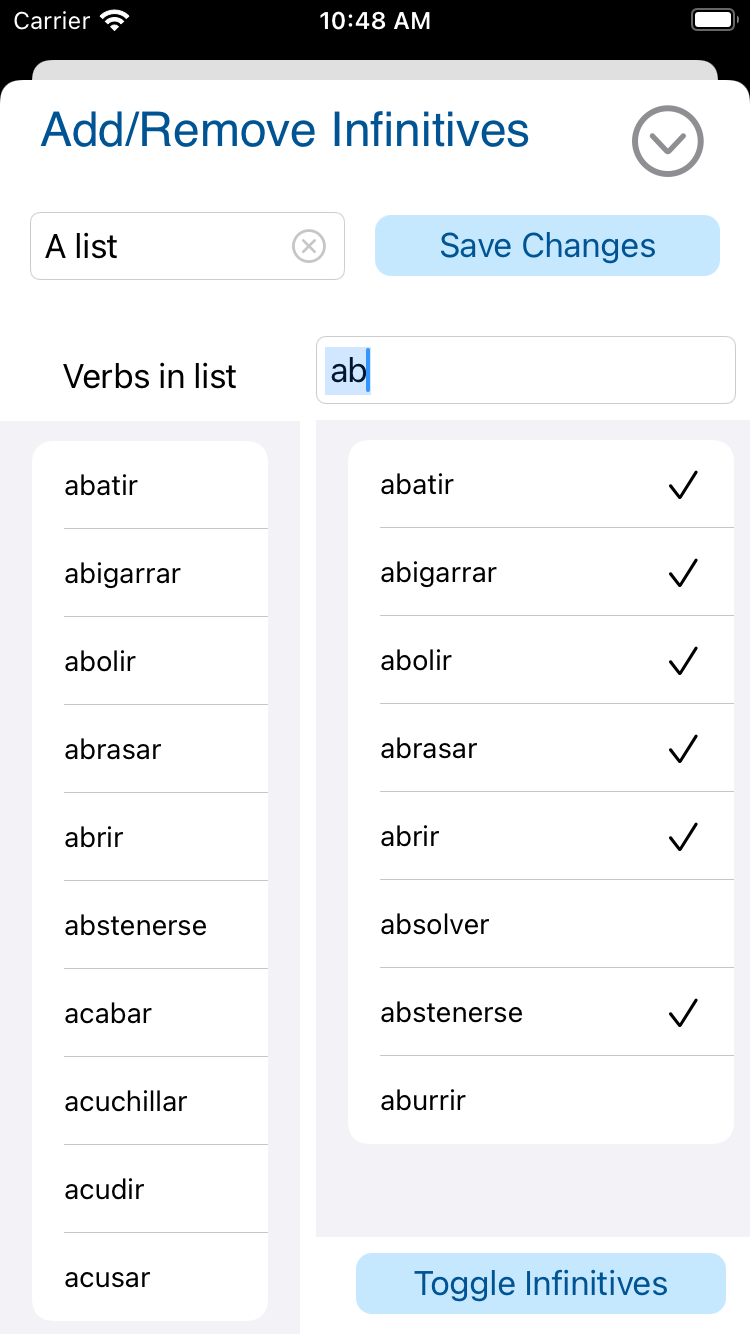 Carrier 10:48 AM
Add/Remove Infinitives
A list
Save Changes
Verbs in list
ab
abatir
abigarrar
abolir
abrasar
abrir
abstenerse
acabar
acuchillar
acudir
acusar
abatir
abigarrar
abolir
abrasar
abrir
absolver
abstenerse
aburrir
Toggle Infinitives